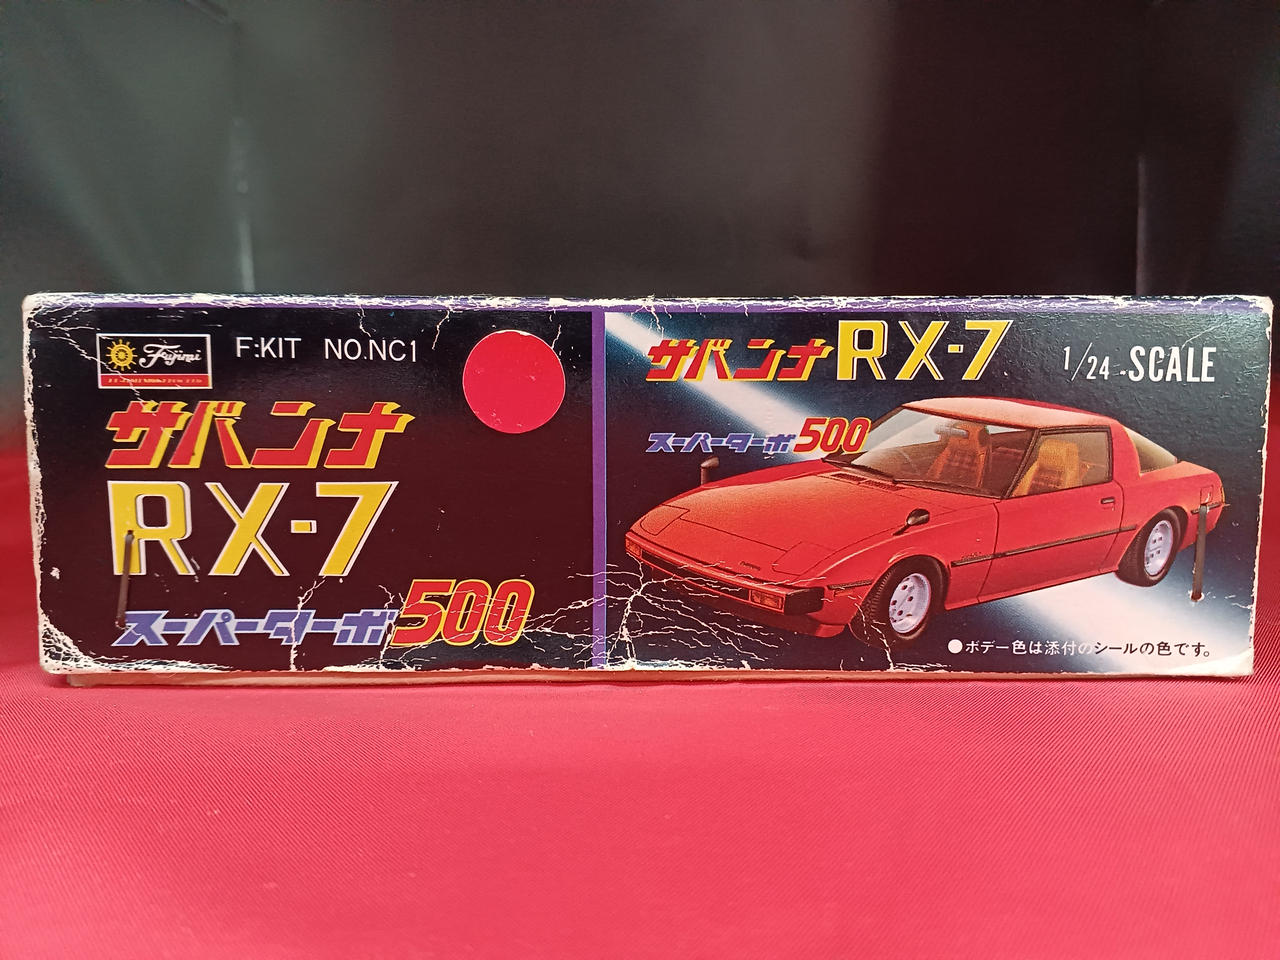 Fujimi
F:KIT NO.NC1
サバンナ
RX-7
スーパーターボ500
サバンナRX-7
1/24 SCALE
スーパーターボ500
●ボデー色は添付のシールの色です。